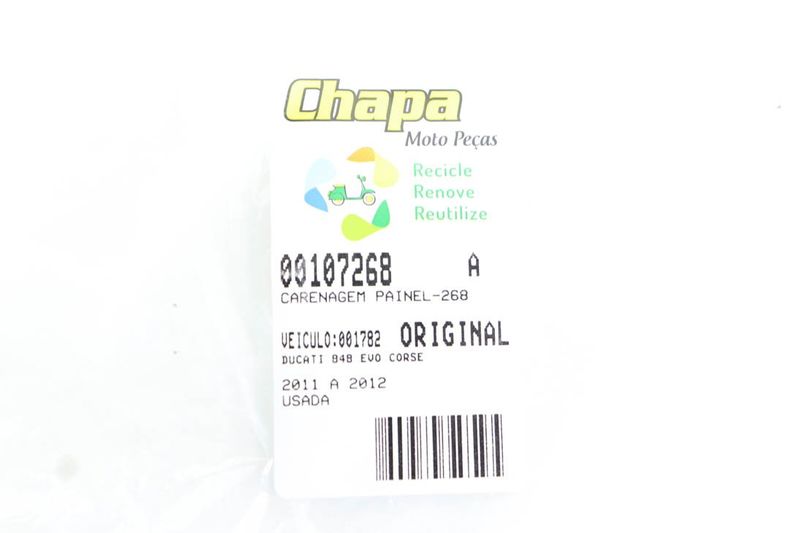 Chapa
Moto Peças
Recicle
Renove
Reutilize
00107268 A
CARENAGEM PAINEL-268
VEICULO:001782 ORIGINAL
DUCATI 848 EVO CORSE
2011 A 2012
USADA